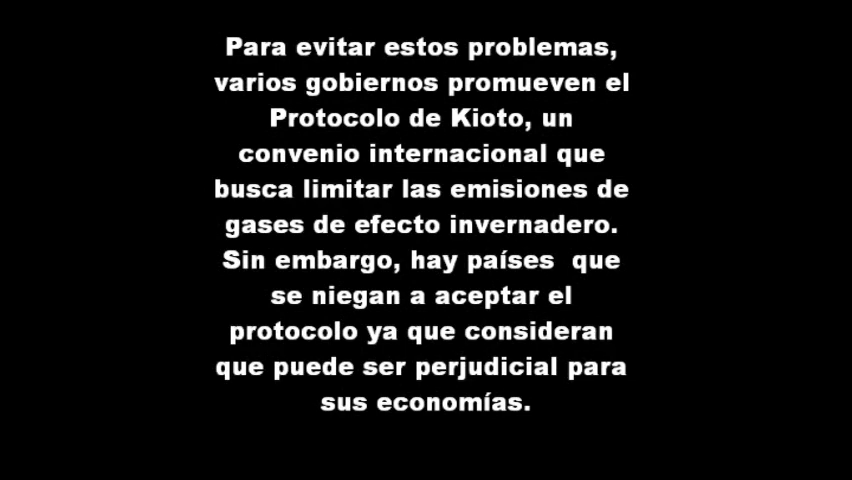 Para evitar estos problemas,
varios gobiernos promueven el
Protocolo de Kioto, un
convenio internacional que
busca limitar las emisiones de
gases de efecto invernadero.
Sin embargo, hay países  que
se niegan a aceptar el
protocolo ya que consideran
que puede ser perjudicial para
sus economías.